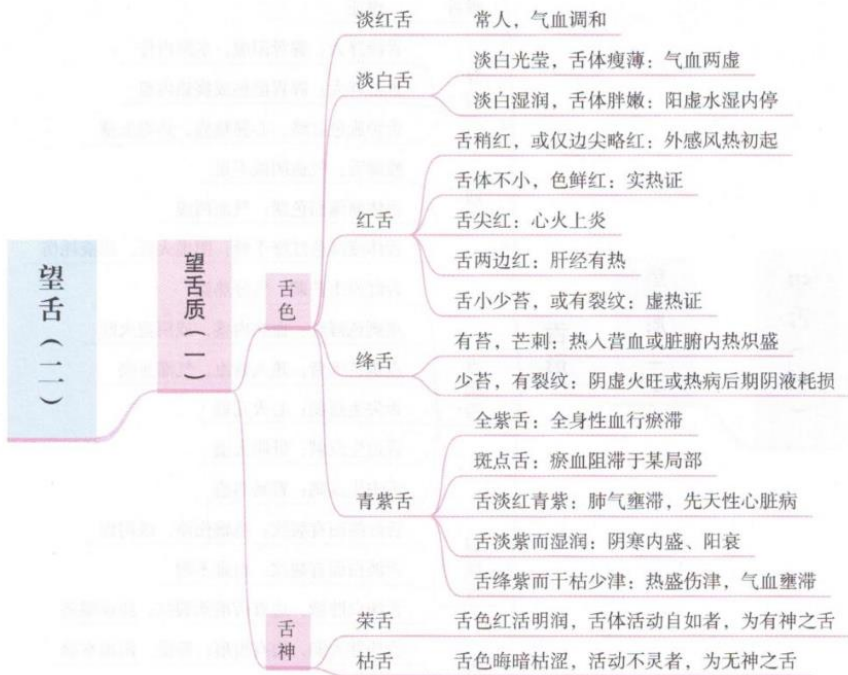 望舌（二）
望舌质（一）
舌色
淡红舌 常人，气血调和
淡白舌
淡白光莹，舌体瘦薄：气血两虚
淡白湿润，舌体胖嫩：阳虚水湿内停
红舌
舌稍红，或仅边尖略红：外感风热初起
舌体不小，色鲜红：实热证
舌尖红：心火上炎
舌两边红：肝经有热
舌小少苔，或有裂纹：虚热证
绛舌
有苔，芒刺：热入营血或脏腑内热炽盛
少苔，有裂纹：阴虚火旺或热病后期阴液耗损
青紫舌
全紫舌：全身性血行瘀滞
斑点舌：瘀血阻滞于某局部
舌淡红青紫：肺气壅滞，先天性心脏病
舌淡紫而湿润：阴寒内盛、阳衰
舌绛紫而干枯少津：热盛伤津，气血壅滞
舌神
荣舌 舌色红活明润，舌体活动自如者，为有神之舌
枯舌 舌色晦暗枯涩，活动不灵者，为无神之舌